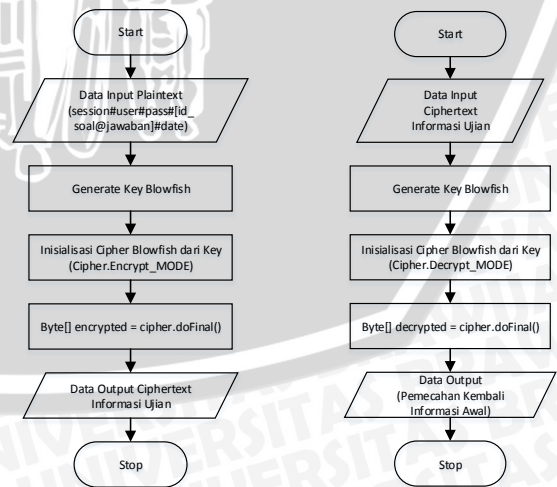 Start
Data Input Plaintext
(session#user#pass#[id_
soal@jawaban]#date)
Generate Key Blowfish
Inisialisasi Cipher Blowfish dari Key
(Cipher.Encrypt_MODE)
Byte[] encrypted = cipher.doFinal()
Data Output Ciphertext
Informasi Ujian
Stop
Start
Data Input
Ciphertext
Informasi Ujian
Generate Key Blowfish
Inisialisasi Cipher Blowfish dari Key
(Cipher.Decrypt_MODE)
Byte[] decrypted = cipher.doFinal()
Data Output
(Pemecahan Kembali
Informasi Awal)
Stop